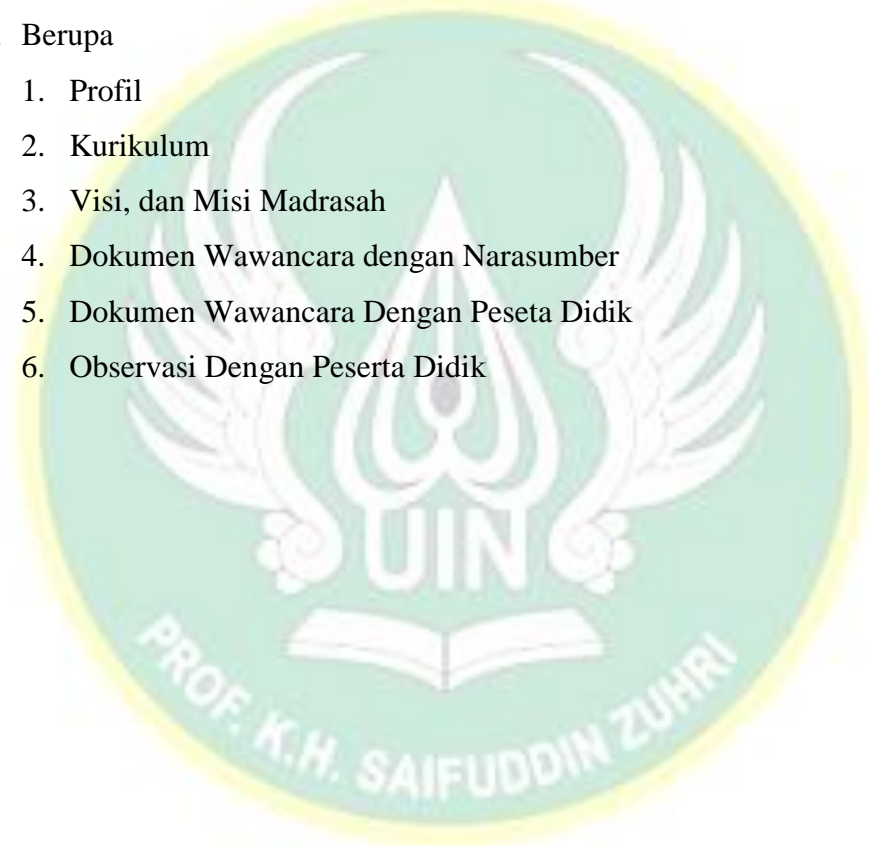 Berupa
1. Profil
2. Kurikulum
3. Visi, dan Misi Madrasah
4. Dokumen Wawancara dengan Narasumber
5. Dokumen Wawancara Dengan Peseta Didik
6. Observasi Dengan Peserta Didik
UIN
PROF. K.H. SAIFUDDIN ZUHRI